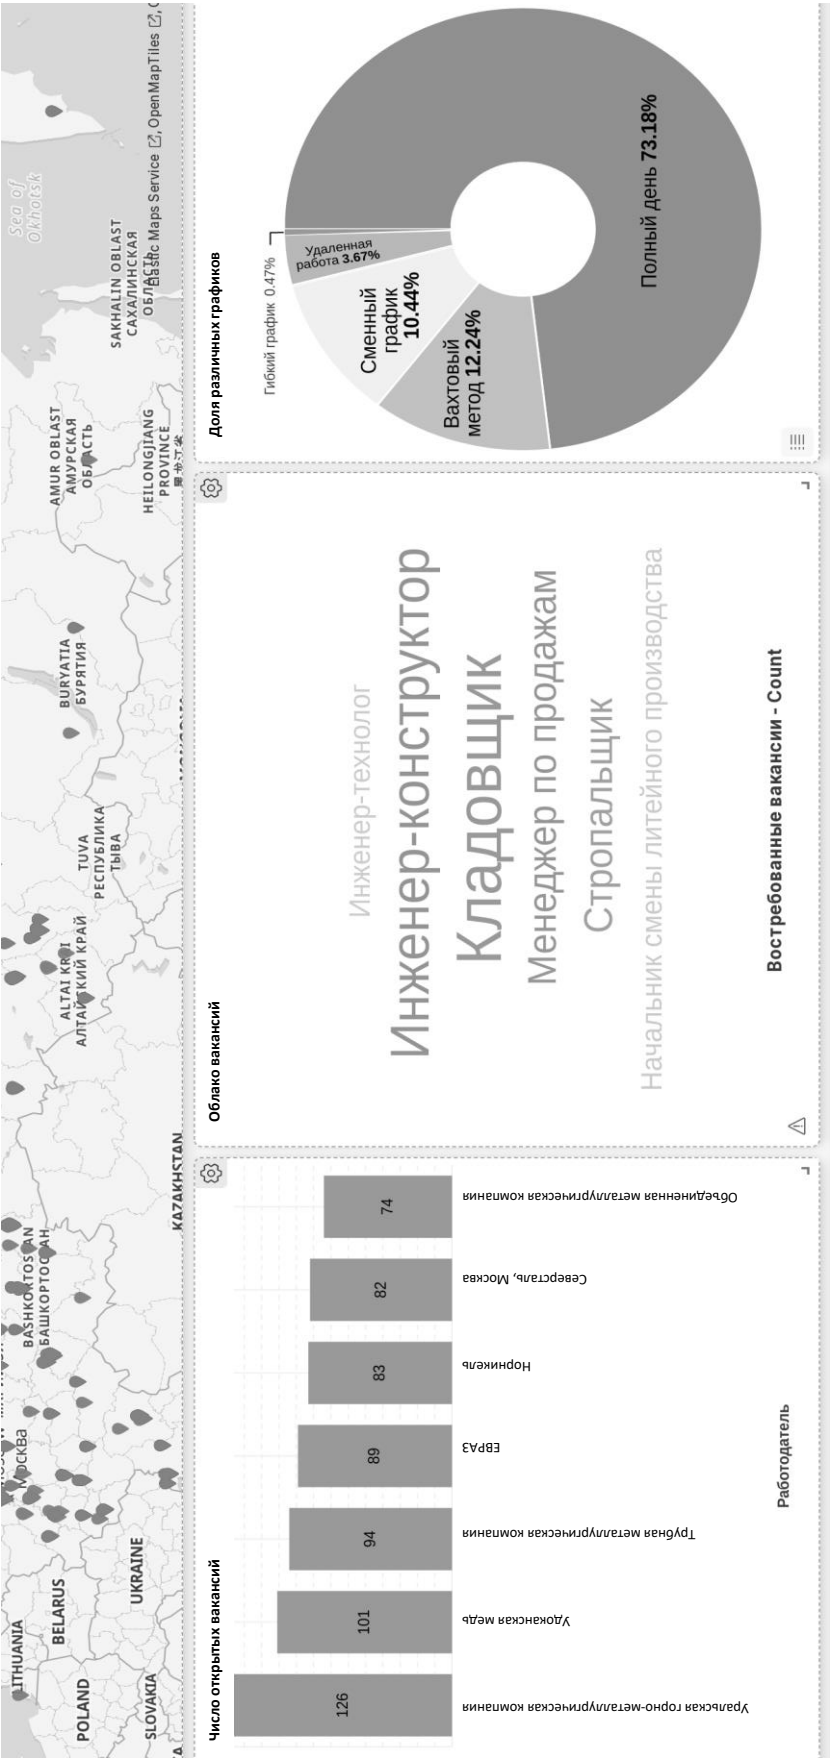 LITHUANIA
BELARUS
POLAND
UKRAINE
SLOVAKIA
Москва
BASHKORTOSTAN
БАШКОРТОСТАН
KAZAKHSTAN
ALTAI KRAI
АЛТАЙСКИЙ КРАЙ
TUVA
РЕСПУБЛИКА
ТЫВА
BURYATIA
БУРЯТИЯ
AMUR OBLAST
АМУРСКАЯ
ОБЛАСТЬ
HEILONGJIANG
PROVINCE
黑龙江省
SAKHALIN OBLAST
САХАЛИНСКАЯ
ОБЛАСТЬ
Sea of
Okhotsk
Elastic Maps Service, OpenMapTiles,
Число открытых вакансий
126
101
94
89
83
82
74
Уральская горно-металлургическая компания
Удоканская медь
Трубная металлургическая компания
ЕВРАЗ
Норникель
Северсталь, Москва
Объединенная металлургическая компания
Работодатель
Облако вакансий
Инженер-технолог
Инженер-конструктор
Кладовщик
Менеджер по продажам
Стропальщик
Начальник смены литейного производства
Востребованные вакансии - Count
Доля различных графиков
Гибкий график 0.47%
Удаленная
работа 3.67%
Сменный
график
10.44%
Вахтовый
метод 12.24%
Полный день 73.18%